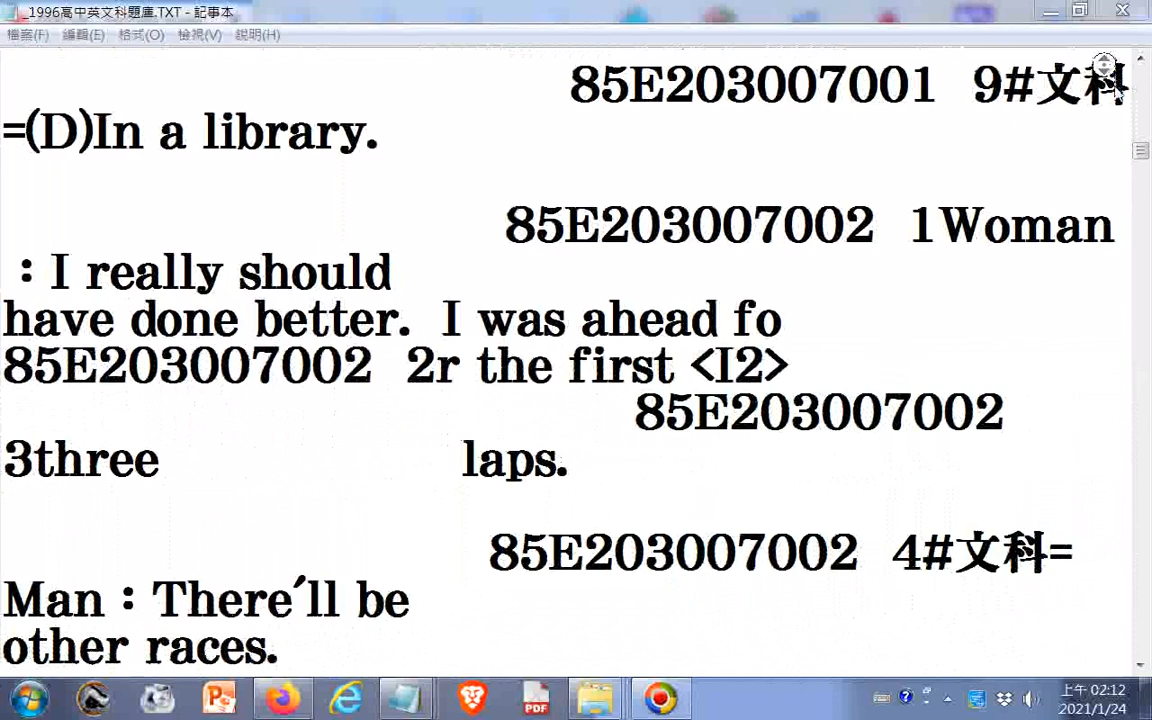 _1996高中英文科題庫.TXT - 記事本
檔案(F) 編輯(E) 格式(O) 檢視(V) 說明(H)
85E203007001 9#文科
=(D)In a library.
85E203007002 1Woman
：I really should
have done better. I was ahead fo
85E203007002 2r the first <I2>
85E203007002
3three laps.
85E203007002 4#文科=
Man：There'll be
other races.
PDF
上午 02:12
2021/1/24